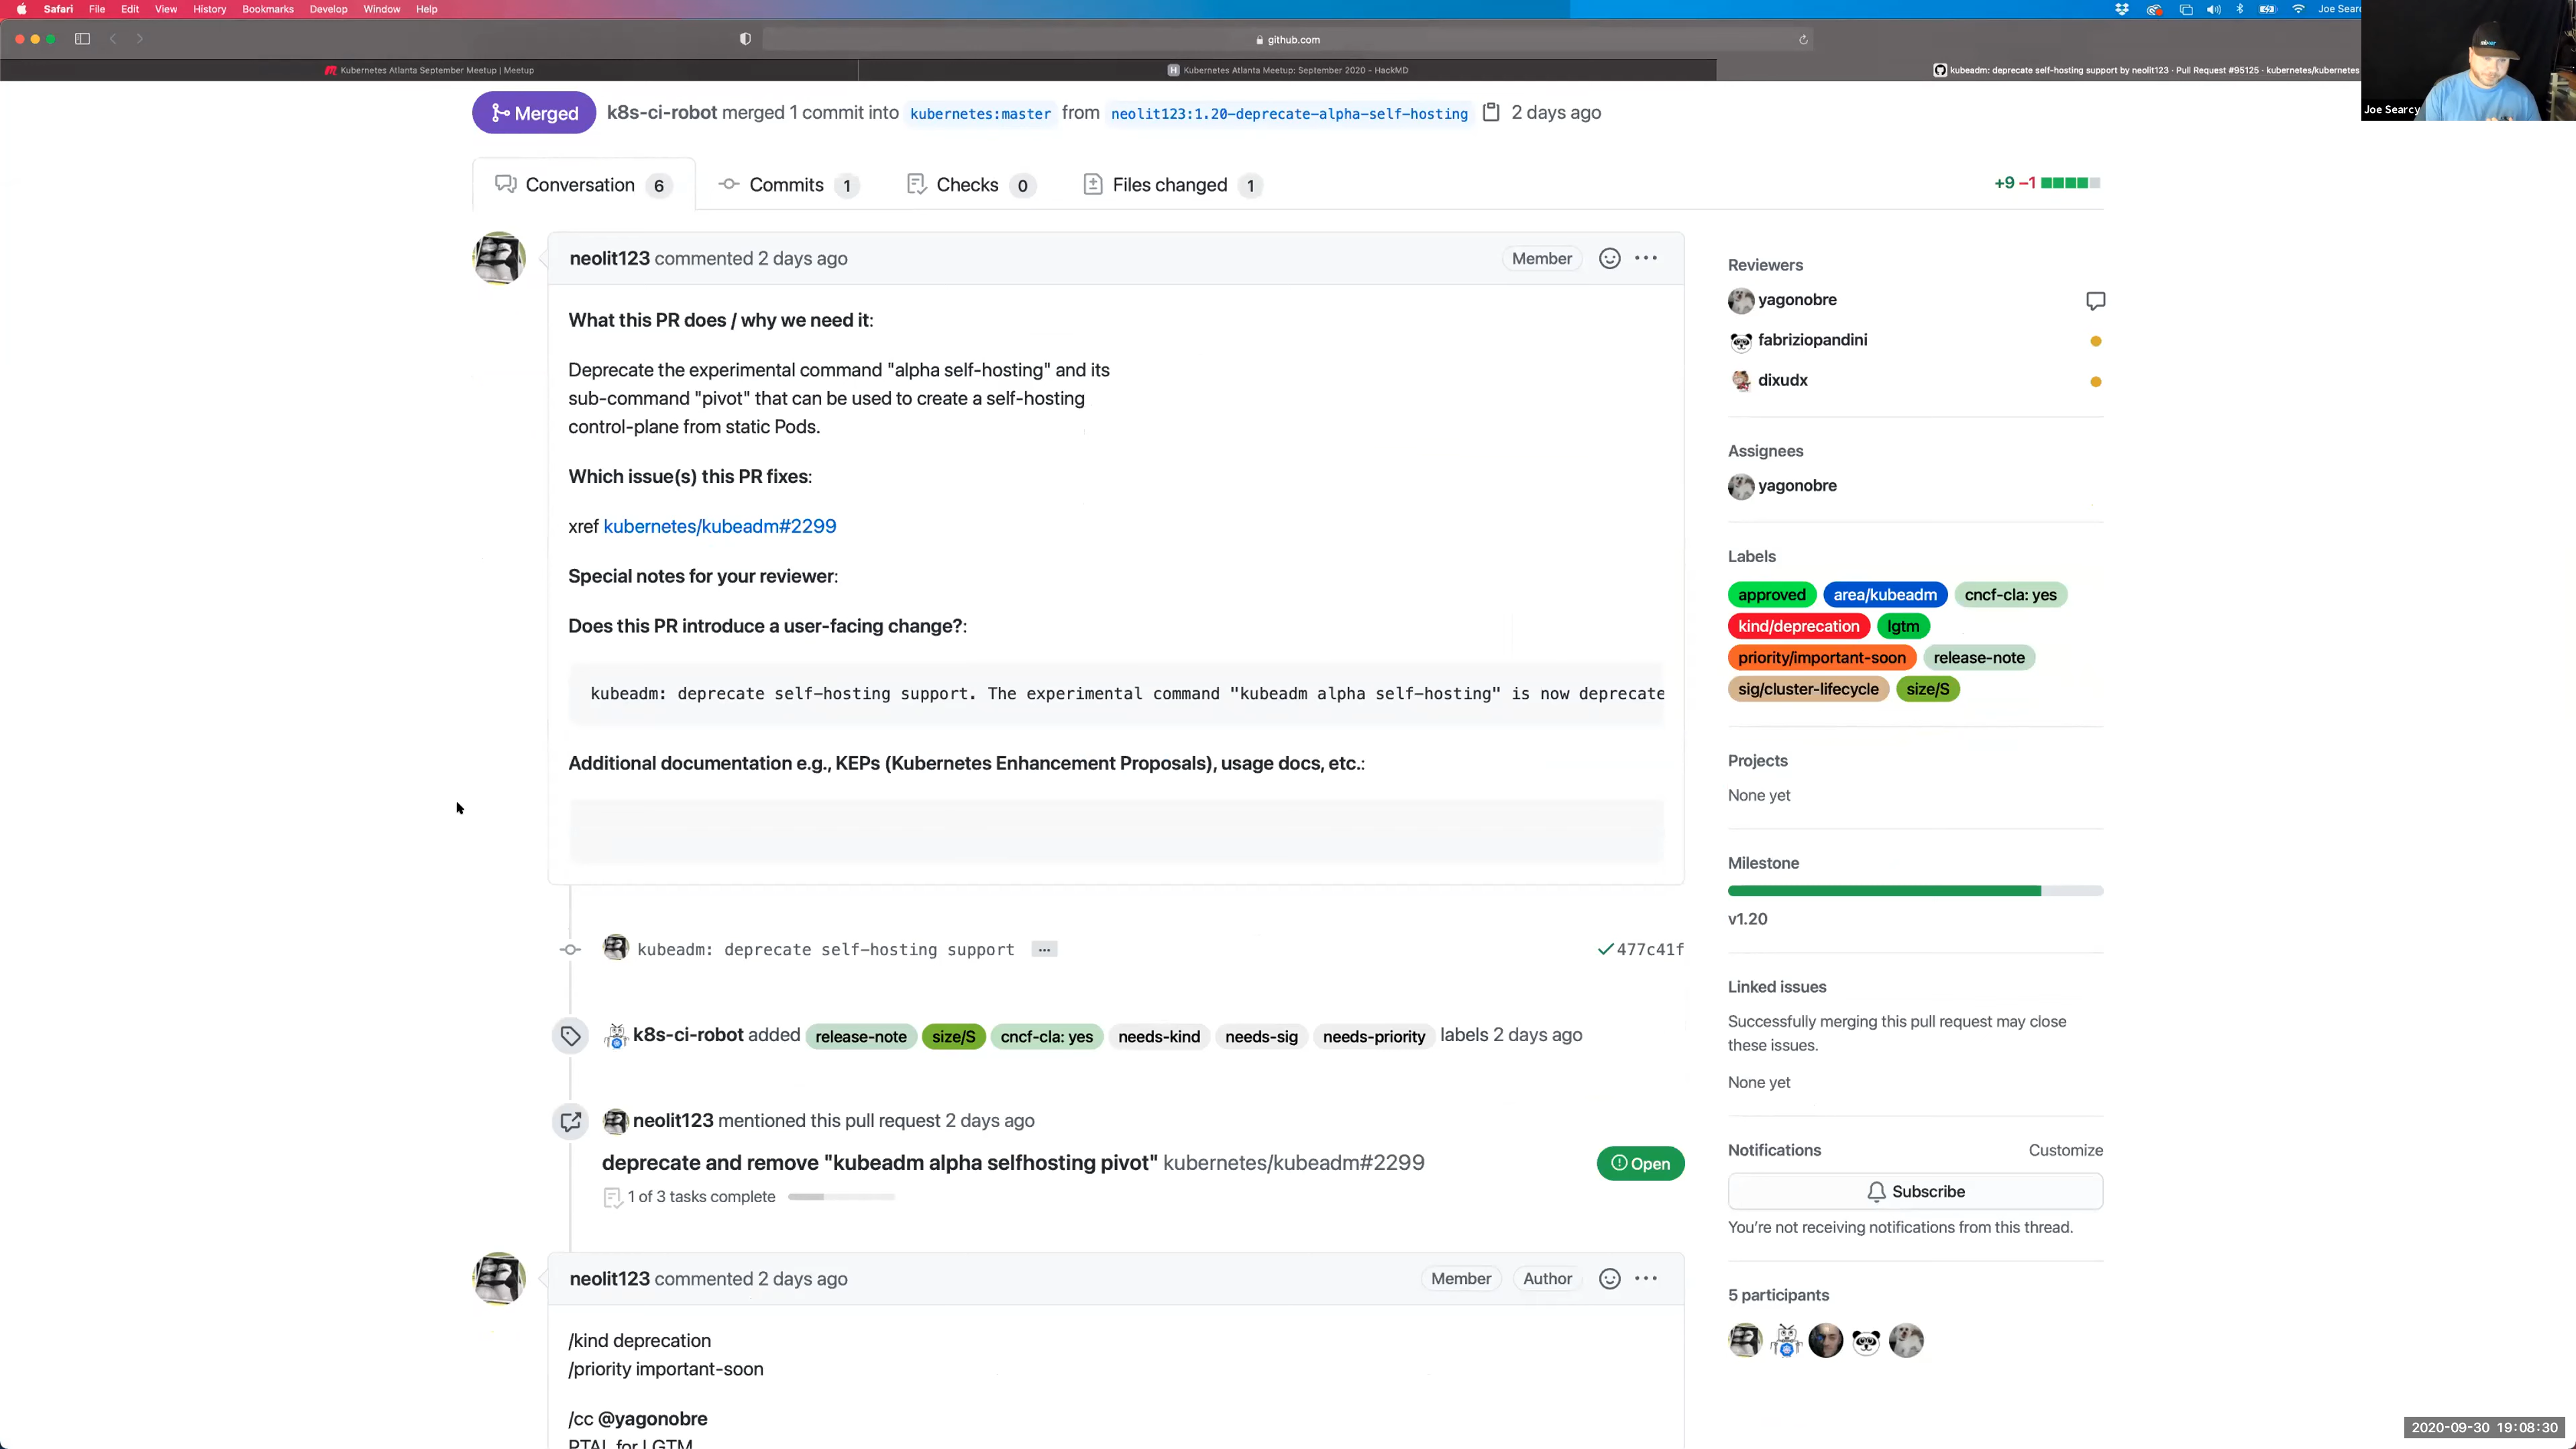 Safari File Edit View History Bookmarks Develop Window Help
Joe Searc
github.com
Kubernetes Atlanta September Meetup | Meetup
Kubernetes Atlanta Meetup: September 2020 - HackMD
kubeadm: deprecate self-hosting support by neolit123 · Pull Request #95125 · kubernetes/kubernetes
Joe Searcy
Merged
k8s-ci-robot merged 1 commit into kubernetes:master from neolit123:1.20-deprecate-alpha-self-hosting 2 days ago
Conversation 6
Commits 1
Checks 0
Files changed 1
+9 −1
neolit123 commented 2 days ago
Member
What this PR does / why we need it:
Deprecate the experimental command "alpha self-hosting" and its
sub-command "pivot" that can be used to create a self-hosting
control-plane from static Pods.
Which issue(s) this PR fixes:
xref kubernetes/kubeadm#2299
Special notes for your reviewer:
Does this PR introduce a user-facing change?:
kubeadm: deprecate self-hosting support. The experimental command "kubeadm alpha self-hosting" is now deprecate
Additional documentation e.g., KEPs (Kubernetes Enhancement Proposals), usage docs, etc.:
kubeadm: deprecate self-hosting support ...
477c41f
k8s-ci-robot added release-note size/S cncf-cla: yes needs-kind needs-sig needs-priority labels 2 days ago
neolit123 mentioned this pull request 2 days ago
deprecate and remove "kubeadm alpha selfhosting pivot" kubernetes/kubeadm#2299
Open
1 of 3 tasks complete
neolit123 commented 2 days ago
Member Author
/kind deprecation
/priority important-soon
/cc @yagonobre
PTAL for LGTM
Reviewers
yagonobre
fabriziopandini
dixudx
Assignees
yagonobre
Labels
approved area/kubeadm cncf-cla: yes
kind/deprecation lgtm
priority/important-soon release-note
sig/cluster-lifecycle size/S
Projects
None yet
Milestone
v1.20
Linked issues
Successfully merging this pull request may close
these issues.
None yet
Notifications Customize
Subscribe
You're not receiving notifications from this thread.
5 participants
2020-09-30 19:08:30